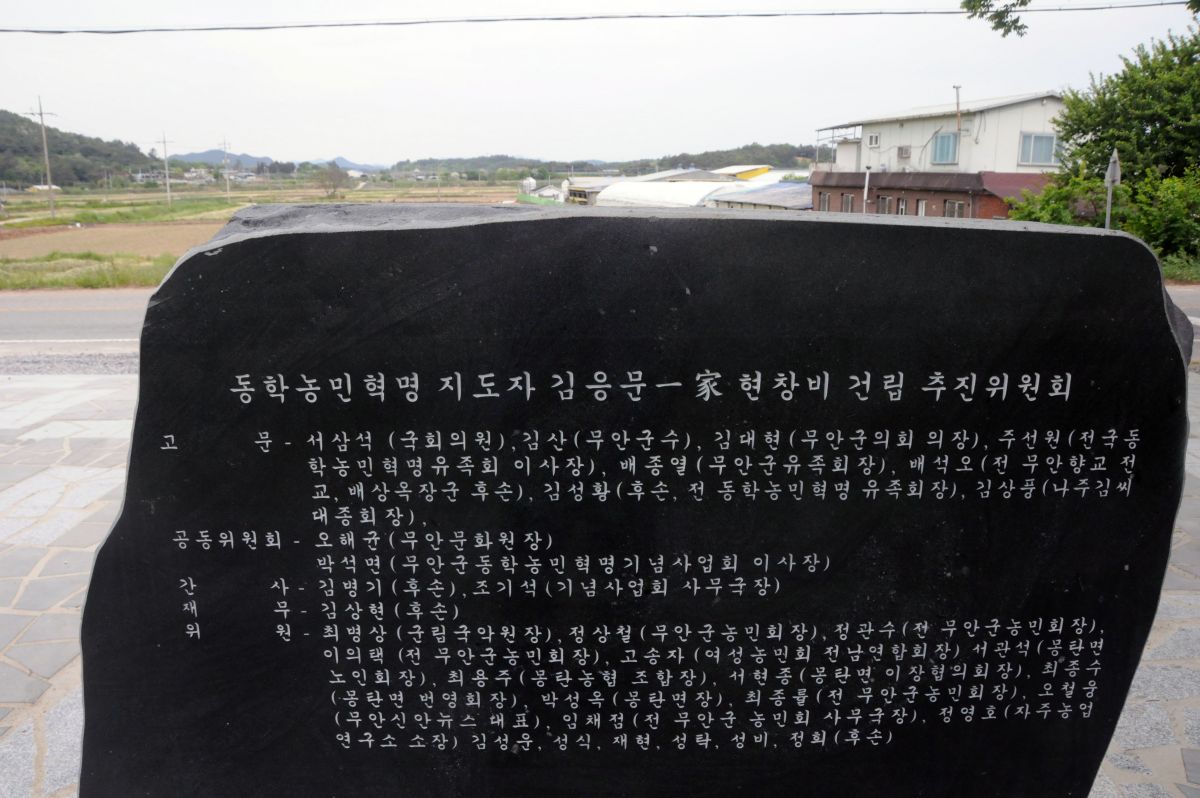 동학농민혁명 지도자 김응문一家 현창비 건립 추진위원회
고 문 - 서삼석 (국회의원), 김산(무안군수), 김대현(무안군의회 의장), 주선원(전국동
학농민혁명유족회 이사장), 배종열(무안군유족회장), 배석오(전 무안향교 전
교, 배상옥장군 후손), 김성황(후손, 전 동학농민혁명 유족회장), 김상풍(나주김씨
대종회장),
공동위원회 - 오해균(무안문화원장)
박석면(무안군동학농민혁명기념사업회 이사장)
간 사 - 김병기(후손), 조기석(기념사업회 사무국장)
재 무 - 김상현(후손)
위 원 - 최병상(군립국악원장), 정상철(무안군농민회장), 정관수(전 무안군농민회장),
이의택 (전 무안군농민회장), 고송자 (여성농민회 전남연합회장) 서관석(몽탄면
노인회장), 최용주(몽탄농협 조합장), 서현종(몽탄면 이장협의회장), 최종수
(몽탄면 번영회장), 박성옥(몽탄면장), 최종률(전 무안군농민회장), 오철웅
(무안신안뉴스 대표), 임채점(전 무안군 농민회 사무국장), 정영호(자주농업
연구소 소장) 김성운, 성식, 재현, 성탁, 성비, 정희(후손)